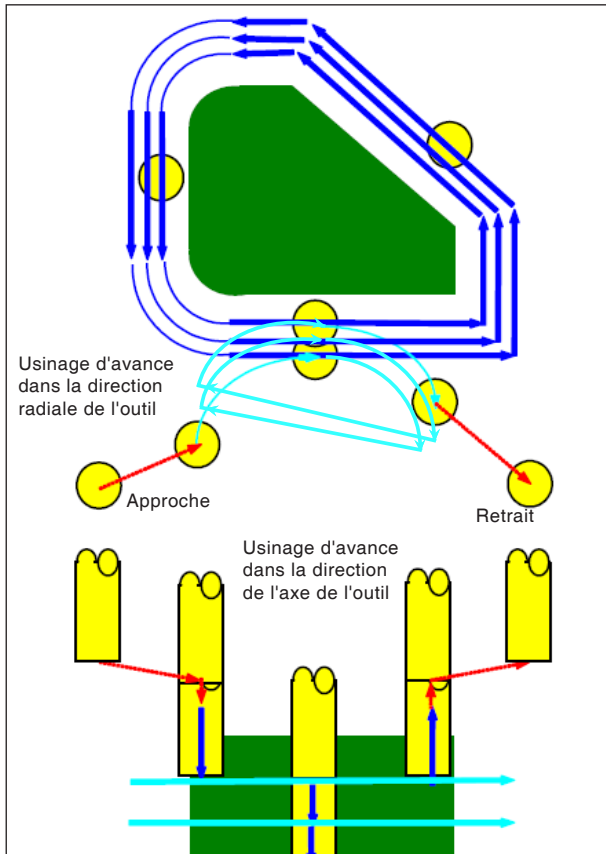 Usinage d'avance
dans la direction
radiale de l'outil
Approche
Retrait
Usinage d'avance
dans la direction
de l'axe de l'outil